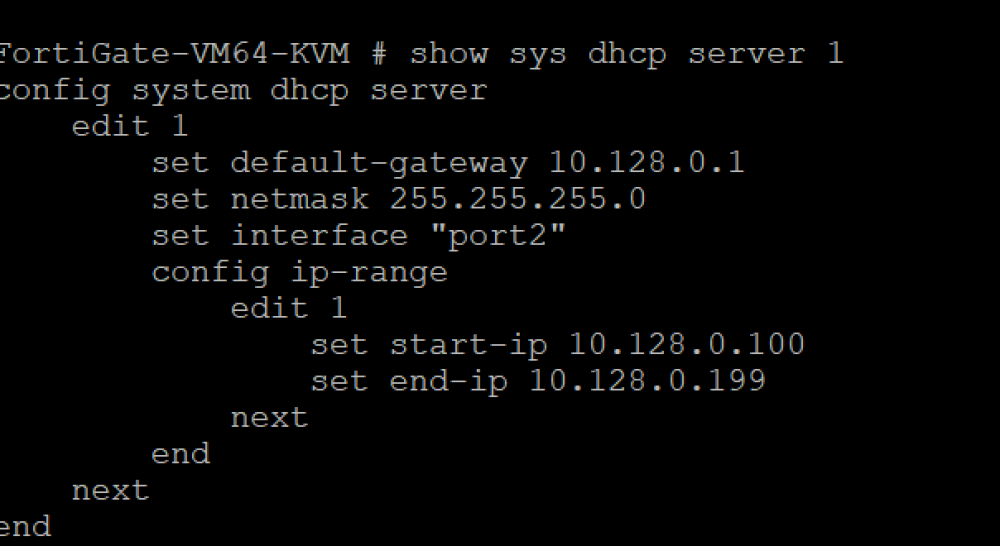 FortiGate-VM64-KVM # show sys dhcp server 1
config system dhcp server
    edit 1
        set default-gateway 10.128.0.1
        set netmask 255.255.255.0
        set interface "port2"
        config ip-range
            edit 1
                set start-ip 10.128.0.100
                set end-ip 10.128.0.199
            next
        end
    next
end